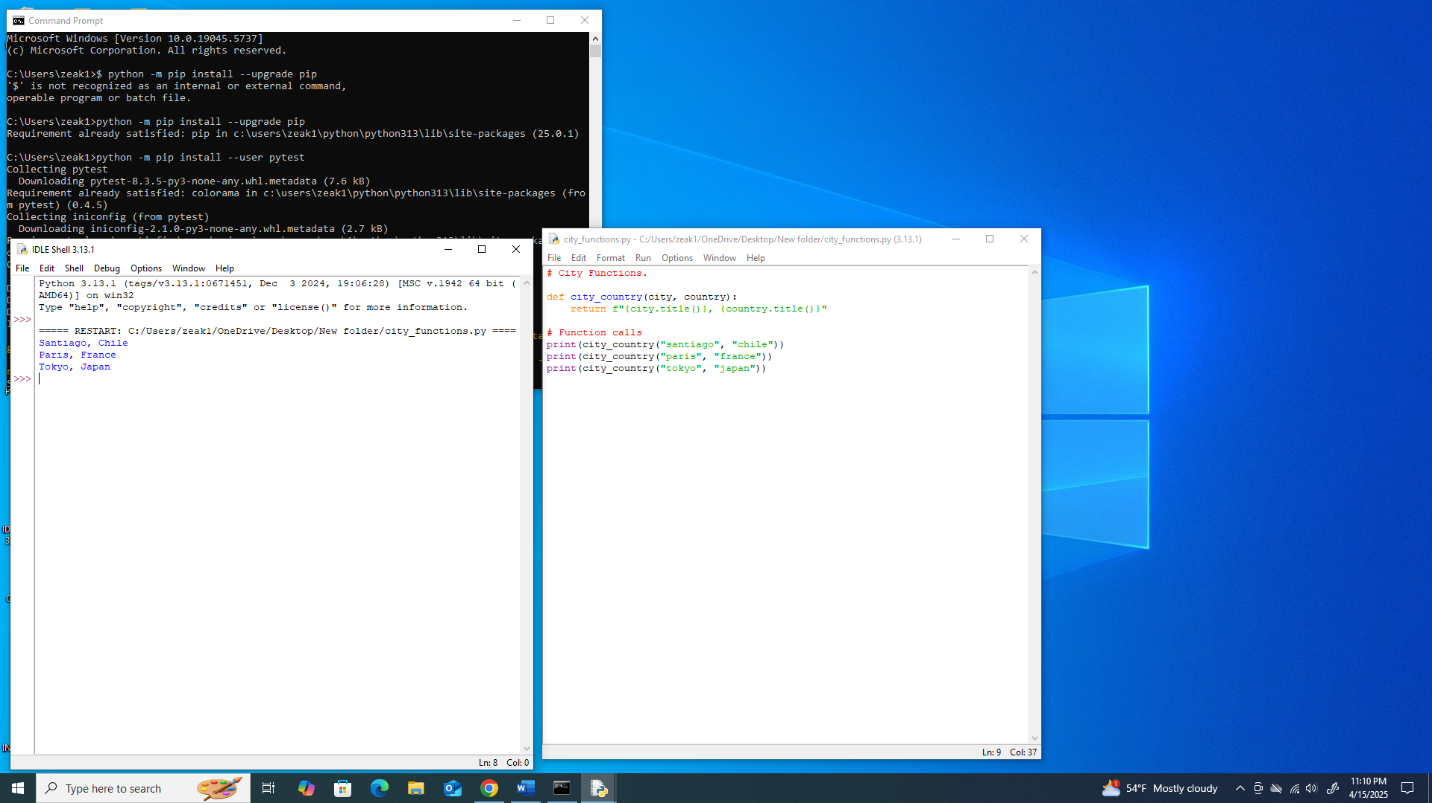 Command Prompt
Microsoft Windows [Version 10.0.19045.5737]
(c) Microsoft Corporation. All rights reserved.
C:\Users\zeak1>$ python -m pip install --upgrade pip
'$' is not recognized as an internal or external command,
operable program or batch file.
C:\Users\zeak1>python -m pip install --upgrade pip
Requirement already satisfied: pip in c:\users\zeak1\python\python313\lib\site-packages (25.0.1)
C:\Users\zeak1>python -m pip install --user pytest
Collecting pytest
Downloading pytest-8.3.5-py3-none-any.whl.metadata (7.6 kB)
Requirement already satisfied: colorama in c:\users\zeak1\python\python313\lib\site-packages (fro
m pytest) (0.4.5)
Collecting iniconfig (from pytest)
Downloading iniconfig-2.1.0-py3-none-any.whl.metadata (2.7 kB)
IDLE Shell 3.13.1
File Edit Shell Debug Options Window Help
Python 3.13.1 (tags/v3.13.1:0671451, Dec  3 2024, 19:06:28) [MSC v.1942 64 bit (
AMD64)] on win32
Type "help", "copyright", "credits" or "license()" for more information.
>>>
===== RESTART: C:/Users/zeak1/OneDrive/Desktop/New folder/city_functions.py ====
Santiago, Chile
Paris, France
Tokyo, Japan
>>>
Ln: 8 Col: 0
city_functions.py - C:/Users/zeak1/OneDrive/Desktop/New folder/city_functions.py (3.13.1)
File Edit Format Run Options Window Help
# City Functions.
def city_country(city, country):
return f"{city.title()}, {country.title()}"
# Function calls
print(city_country("santiago", "chile"))
print(city_country("paris", "france"))
print(city_country("tokyo", "japan"))
Ln: 9 Col: 37
Type here to search
54°F Mostly cloudy
11:10 PM
4/15/2025